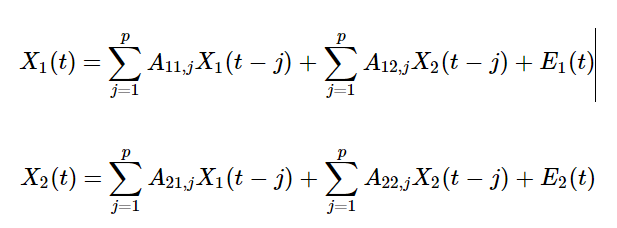 $X_1(t) = \sum_{j=1}^{p} A_{11,j} X_1(t-j) + \sum_{j=1}^{p} A_{12,j} X_2(t-j) + E_1(t)$
$X_2(t) = \sum_{j=1}^{p} A_{21,j} X_1(t-j) + \sum_{j=1}^{p} A_{22,j} X_2(t-j) + E_2(t)$